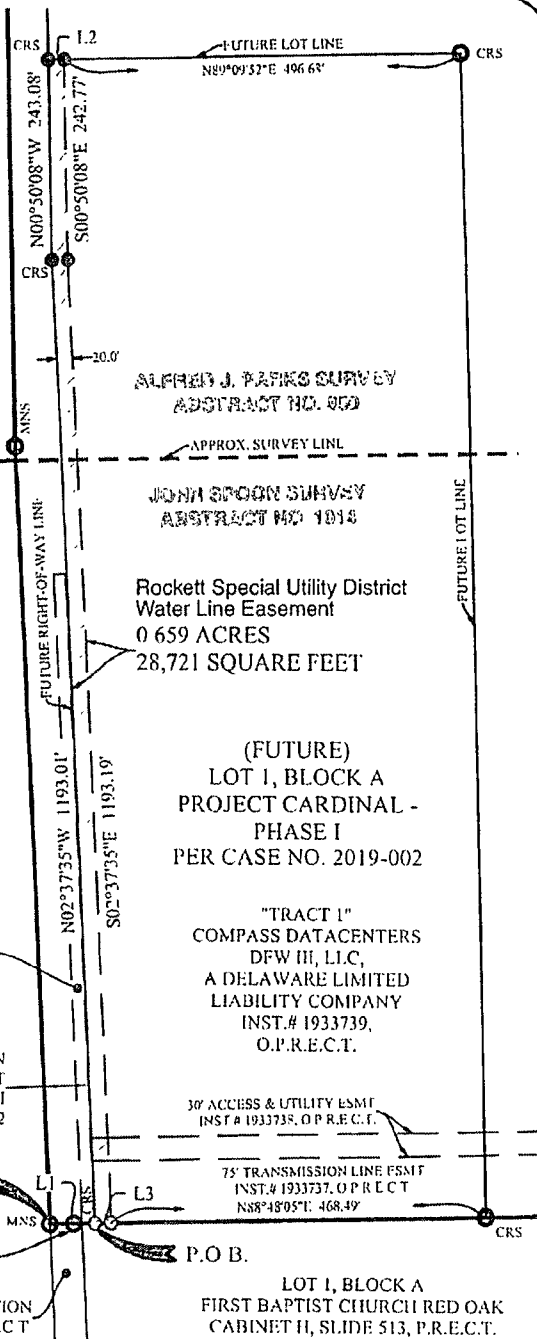 CRS
L2
FUTURE LOT LINE
N89°09'52"E 496.63'
CRS
N00°50'08"W 243.08'
S00°50'08"E 242.77'
CRS
20.0'
ALFRED J. PARKS SURVEY
ABSTRACT NO.
MNS
APPROX. SURVEY LINE
JOHN SPOON SURVEY
ABSTRACT NO 1014
FUTURE RIGHT-OF-WAY LINE
FUTURE LOT LINE
Rockett Special Utility District
Water Line Easement
0 659 ACRES
28,721 SQUARE FEET
N02°37'35"W 1193.01'
S02°37'35"E 1193.19'
(FUTURE)
LOT 1, BLOCK A
PROJECT CARDINAL -
PHASE I
PER CASE NO. 2019-002
"TRACT 1"
COMPASS DATACENTERS
DFW III, LLC,
A DELAWARE LIMITED
LIABILITY COMPANY
INST.# 1933739,
O.P.R.E.C.T.
N
T
1
2
30' ACCESS & UTILITY ESMT
INST # 1933738, O P R.E C.T.
75' TRANSMISSION LINE ESMT
INST.# 1933737, O P R E C T
N88°48'05"E 468.49'
L1
CRS
L3
MNS
CRS
P.O B.
LOT 1, BLOCK A
FIRST BAPTIST CHURCH RED OAK
CABINET H, SLIDE 513, P.R.E.C.T.
TION
C T